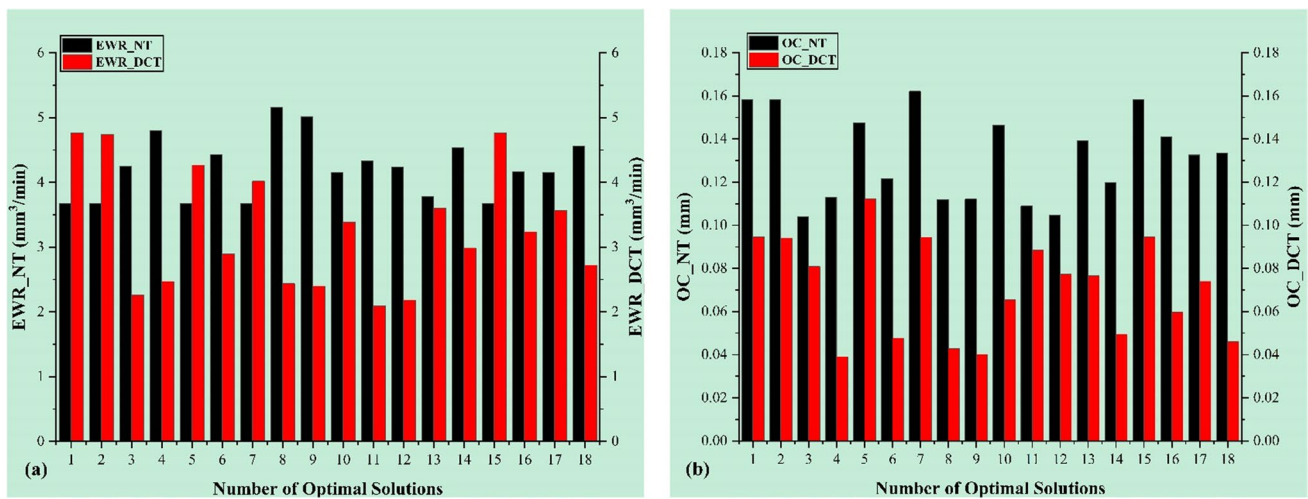 EWR_NT
EWR_DCT
6
5
4
3
2
1
0
EWR_NT (mm³/min)
6
5
4
3
2
1
0
EWR_DCT (mm³/min)
1 2 3 4 5 6 7 8 9 10 11 12 13 14 15 16 17 18
(a)
Number of Optimal Solutions
OC_NT
OC_DCT
0.18
0.16
0.14
0.12
0.10
0.08
0.06
0.04
0.02
0.00
OC_NT (mm)
0.18
0.16
0.14
0.12
0.10
0.08
0.06
0.04
0.02
0.00
OC_DCT (mm)
1 2 3 4 5 6 7 8 9 10 11 12 13 14 15 16 17 18
(b)
Number of Optimal Solutions